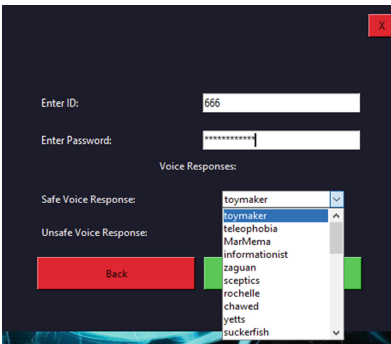 X
Enter ID: 666
Enter Password: ************
Voice Responses:
Safe Voice Response: toymaker
toymaker
teleophobia
MarMema
informationist
zaguan
sceptics
rochelle
chawed
yetts
suckerfish
Unsafe Voice Response:
Back